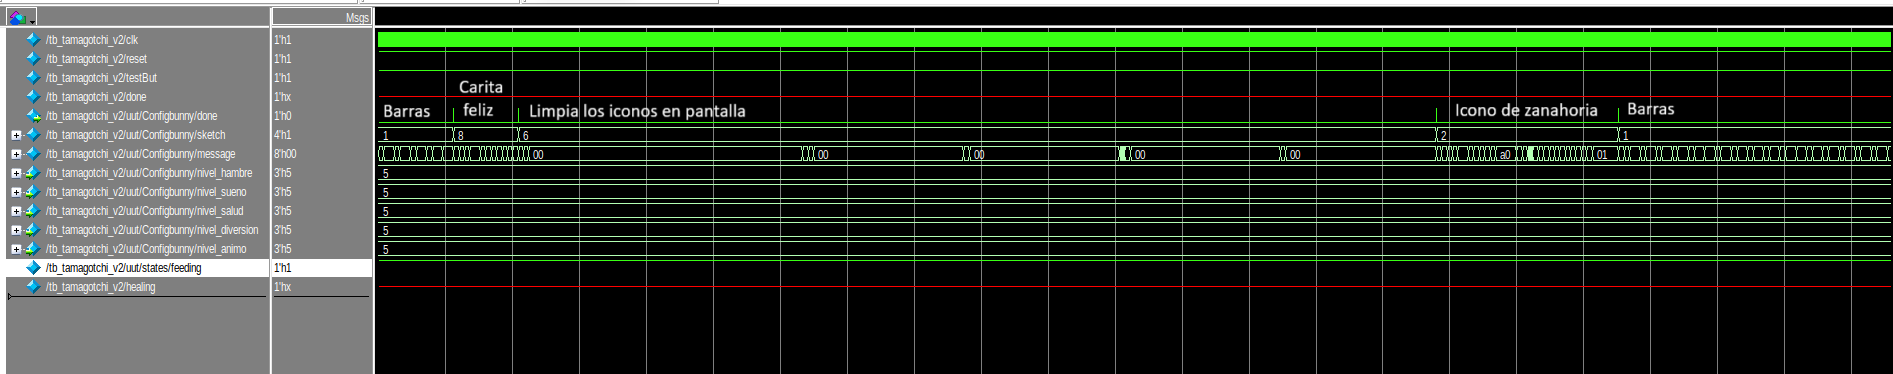 Msgs
/tb_tamagotchi_v2/clk 1'h1
/tb_tamagotchi_v2/reset 1'h1
/tb_tamagotchi_v2/testBut 1'h1
Carita
/tb_tamagotchi_v2/done 1'hx
Barras feliz Limpia los iconos en pantalla Icono de zanahoria Barras
/tb_tamagotchi_v2/uut/Configbunny/done 1'h0
/tb_tamagotchi_v2/uut/Configbunny/sketch 4'h1 1 8 6 2 1
/tb_tamagotchi_v2/uut/Configbunny/message 8'h00 00 00 00 00 00 a0 01
/tb_tamagotchi_v2/uut/Configbunny/nivel_hambre 3'h5 5
/tb_tamagotchi_v2/uut/Configbunny/nivel_sueno 3'h5 5
/tb_tamagotchi_v2/uut/Configbunny/nivel_salud 3'h5 5
/tb_tamagotchi_v2/uut/Configbunny/nivel_diversion 3'h5 5
/tb_tamagotchi_v2/uut/Configbunny/nivel_animo 3'h5 5
/tb_tamagotchi_v2/uut/states/feeding 1'h1
/tb_tamagotchi_v2/healing 1'hx